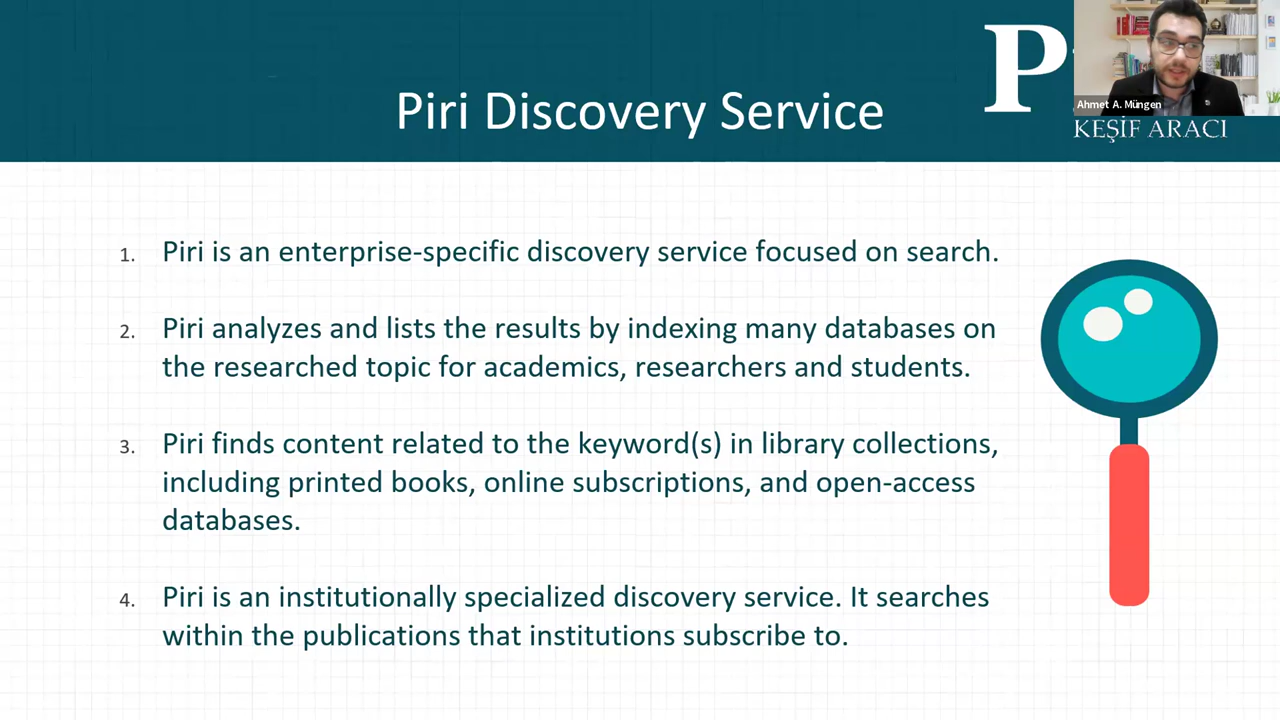 Piri Discovery Service
P
Ahmet A. Müngen
KEŞİF ARACI
1. Piri is an enterprise-specific discovery service focused on search.
2. Piri analyzes and lists the results by indexing many databases on
the researched topic for academics, researchers and students.
3. Piri finds content related to the keyword(s) in library collections,
including printed books, online subscriptions, and open-access
databases.
4. Piri is an institutionally specialized discovery service. It searches
within the publications that institutions subscribe to.